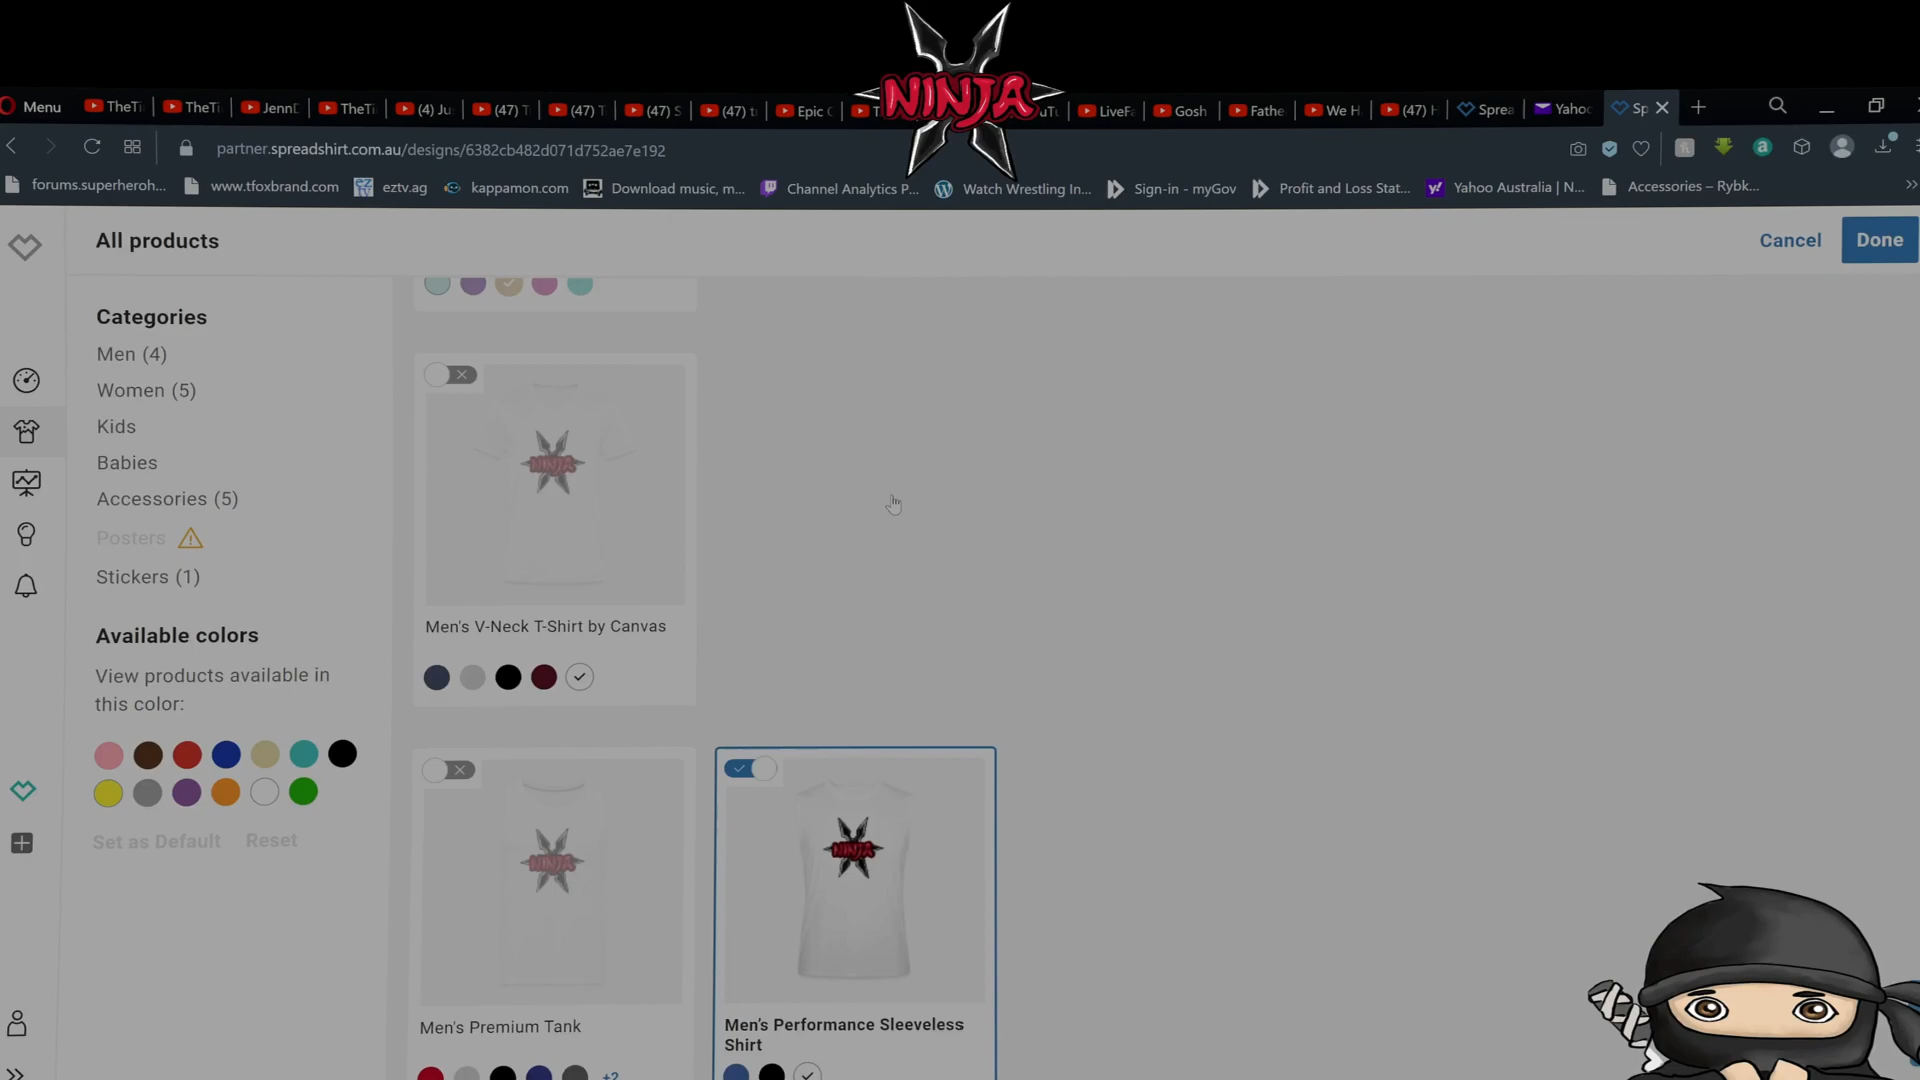 NINJA
Menu
TheTi
TheTi
JennD
TheTi
(4) Ju
(47) T
(47) T
(47) S
(47) tu
Epic
LiveFa
Gosh
Fathe
We H
(47) H
Sprea
Yahoo
Sp
partner.spreadshirt.com.au/designs/6382cb482d071d752ae7e192
forums.superheroh...
www.tfoxbrand.com
eztv.ag
kappamon.com
Download music, m...
Channel Analytics P...
Watch Wrestling In...
Sign-in - myGov
Profit and Loss Stat...
Yahoo Australia | N...
Accessories – Rybk...
All products
Cancel
Done
Categories
Men (4)
Women (5)
Kids
Babies
Accessories (5)
Posters
Stickers (1)
Available colors
View products available in
this color:
Set as Default
Reset
NINJA
Men's V-Neck T-Shirt by Canvas
NINJA
Men's Premium Tank
+2
NINJA
Men’s Performance Sleeveless
Shirt